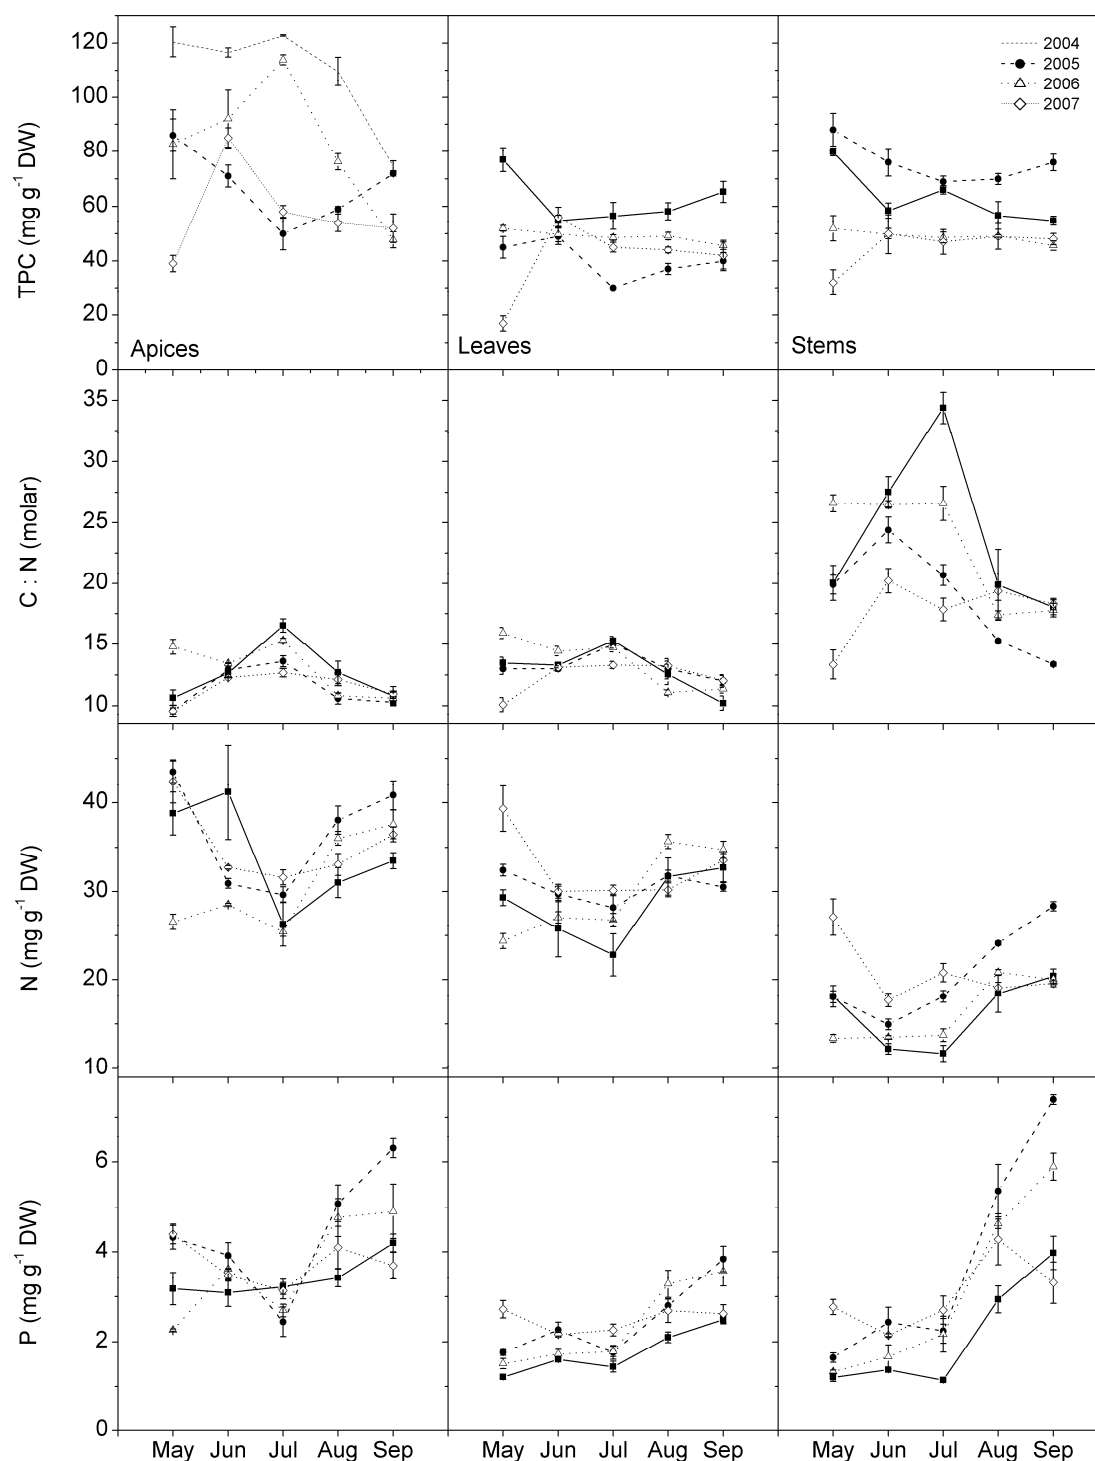 120
100
80
60
40
20
0
TPC (mg g⁻¹ DW)
Apices
Leaves
Stems
2004
2005
2006
2007
35
30
25
20
15
10
C : N (molar)
40
30
20
10
N (mg g⁻¹ DW)
6
4
2
0
P (mg g⁻¹ DW)
May Jun Jul Aug Sep
May Jun Jul Aug Sep
May Jun Jul Aug Sep